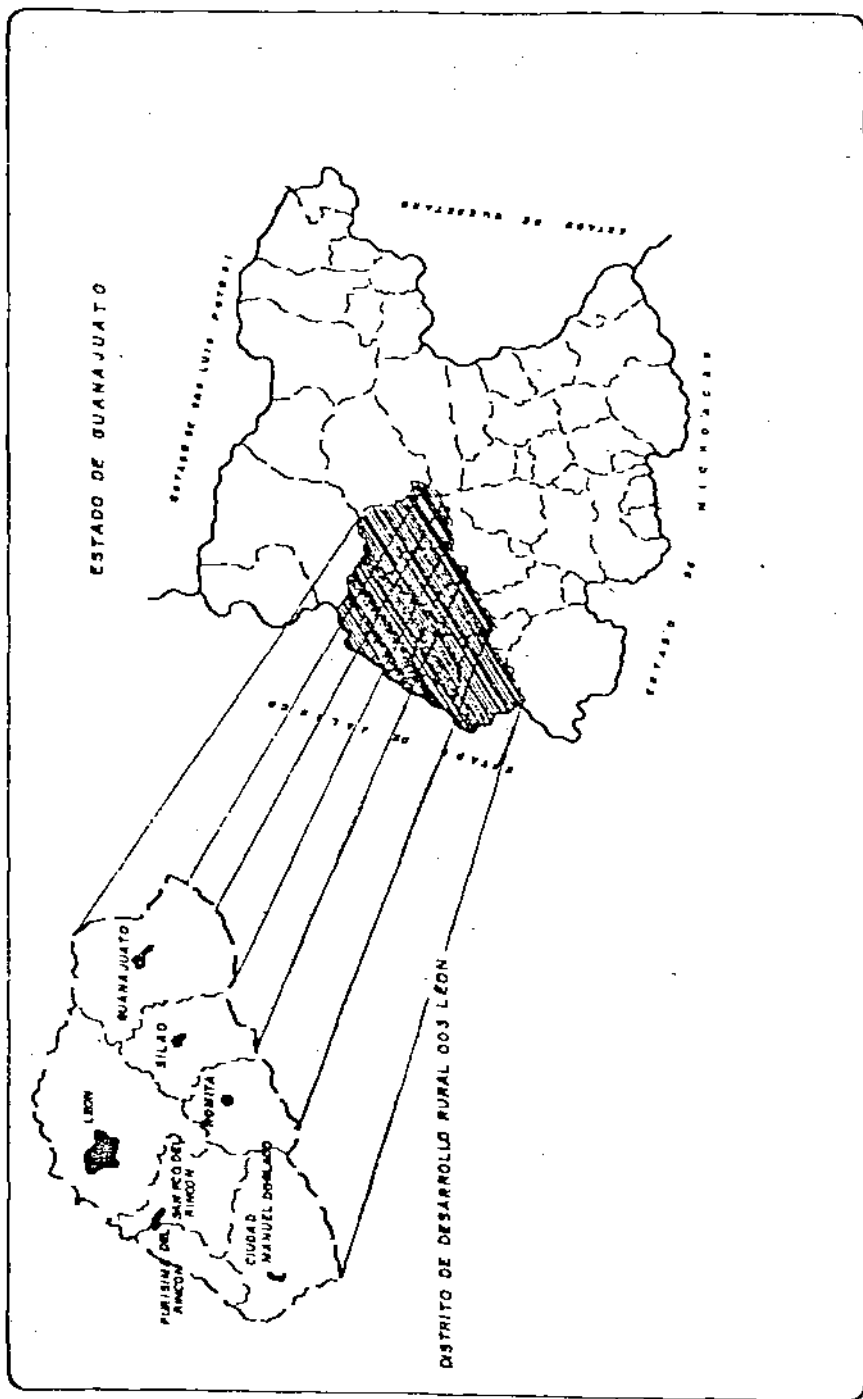 ESTADO DE GUANAJUATO
ESTADO DE SAN LUIS POTOSI
ESTADO DE QUERETARO
ESTADO DE JALISCO
ESTADO DE MICHOACAN
LEON
GUANAJUATO
SILAO
ROMITA
SAN FCO DEL
RINCON
PURISIMA DEL
RINCON
CIUDAD
MANUEL DOBLADO
DISTRITO DE DESARROLLO RURAL DOS LEON